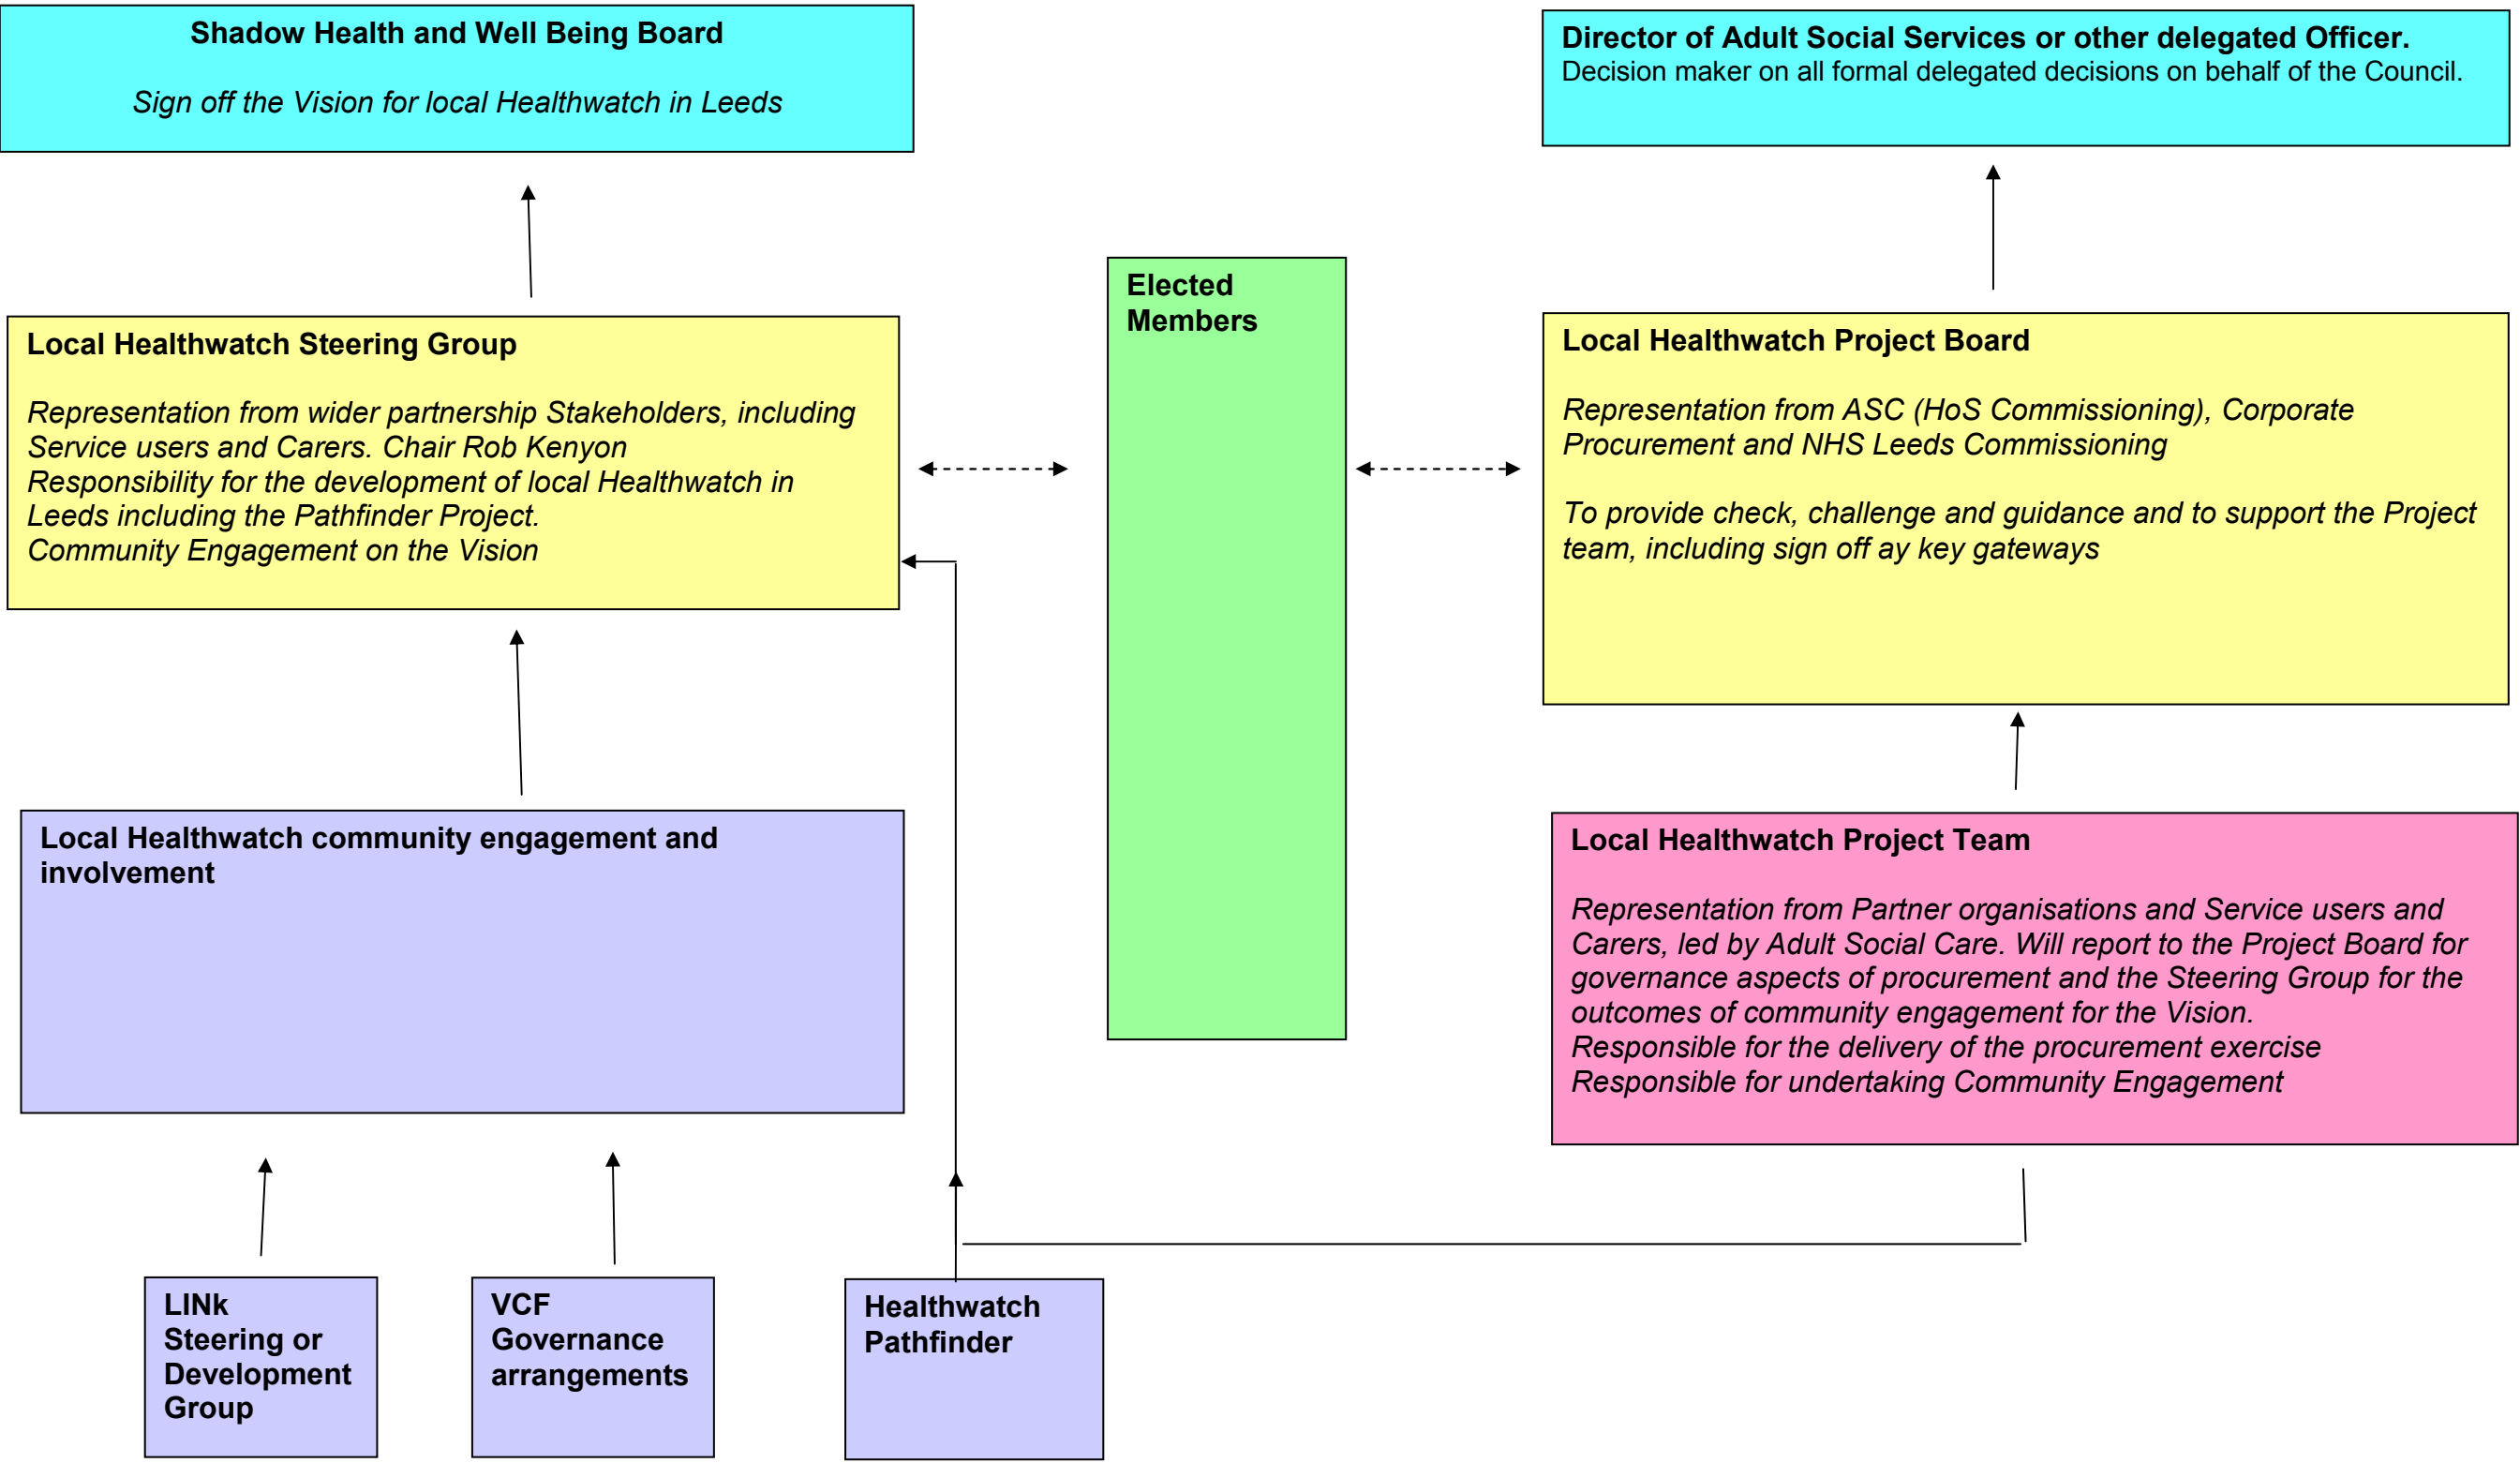 Shadow Health and Well Being Board
Sign off the Vision for local Healthwatch in Leeds
Director of Adult Social Services or other delegated Officer.
Decision maker on all formal delegated decisions on behalf of the Council.
Local Healthwatch Steering Group
Representation from wider partnership Stakeholders, including
Service users and Carers. Chair Rob Kenyon
Responsibility for the development of local Healthwatch in
Leeds including the Pathfinder Project.
Community Engagement on the Vision
Elected
Members
Local Healthwatch Project Board
Representation from ASC (HoS Commissioning), Corporate
Procurement and NHS Leeds Commissioning
To provide check, challenge and guidance and to support the Project
team, including sign off ay key gateways
Local Healthwatch community engagement and
involvement
Local Healthwatch Project Team
Representation from Partner organisations and Service users and
Carers, led by Adult Social Care. Will report to the Project Board for
governance aspects of procurement and the Steering Group for the
outcomes of community engagement for the Vision.
Responsible for the delivery of the procurement exercise
Responsible for undertaking Community Engagement
LINk
Steering or
Development
Group
VCF
Governance
arrangements
Healthwatch
Pathfinder